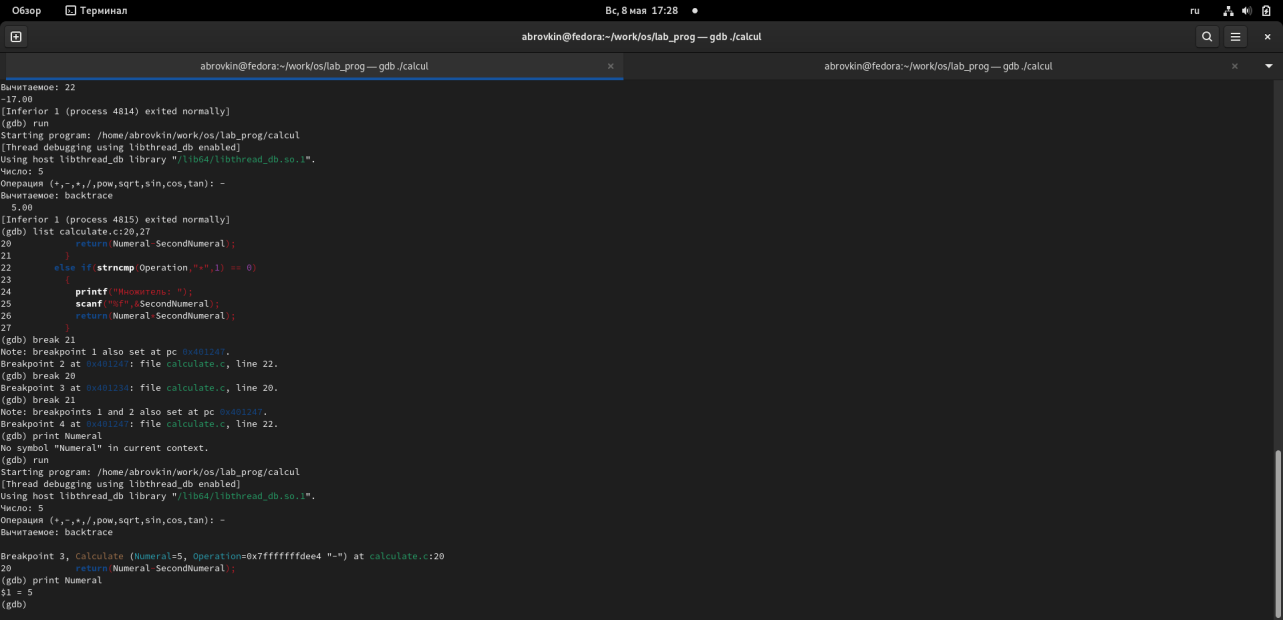 Обзор
Терминал
Вс, 8 мая 17:28
ru
abrovkin@fedora:~/work/os/lab_prog — gdb ./calcul
abrovkin@fedora:~/work/os/lab_prog — gdb ./calcul
abrovkin@fedora:~/work/os/lab_prog — gdb ./calcul
Вычитаемое: 22
-17.00
[Inferior 1 (process 4814) exited normally]
(gdb) run
Starting program: /home/abrovkin/work/os/lab_prog/calcul
[Thread debugging using libthread_db enabled]
Using host libthread_db library "/lib64/libthread_db.so.1".
Число: 5
Операция (+,-,*,/,pow,sqrt,sin,cos,tan): -
Вычитаемое: backtrace
  5.00
[Inferior 1 (process 4815) exited normally]
(gdb) list calculate.c:20,27
20            return(Numeral-SecondNumeral);
21          }
22        else if(strncmp(Operation,"*",1) == 0)
23          {
24            printf("Множитель: ");
25            scanf("%f",&SecondNumeral);
26            return(Numeral*SecondNumeral);
27          }
(gdb) break 21
Note: breakpoint 1 also set at pc 0x401247.
Breakpoint 2 at 0x401247: file calculate.c, line 22.
(gdb) break 20
Breakpoint 3 at 0x401234: file calculate.c, line 20.
(gdb) break 21
Note: breakpoints 1 and 2 also set at pc 0x401247.
Breakpoint 4 at 0x401247: file calculate.c, line 22.
(gdb) print Numeral
No symbol "Numeral" in current context.
(gdb) run
Starting program: /home/abrovkin/work/os/lab_prog/calcul
[Thread debugging using libthread_db enabled]
Using host libthread_db library "/lib64/libthread_db.so.1".
Число: 5
Операция (+,-,*,/,pow,sqrt,sin,cos,tan): -
Вычитаемое: backtrace
Breakpoint 3, Calculate (Numeral=5, Operation=0x7fffffffdee4 "-") at calculate.c:20
20            return(Numeral-SecondNumeral);
(gdb) print Numeral
$1 = 5
(gdb)